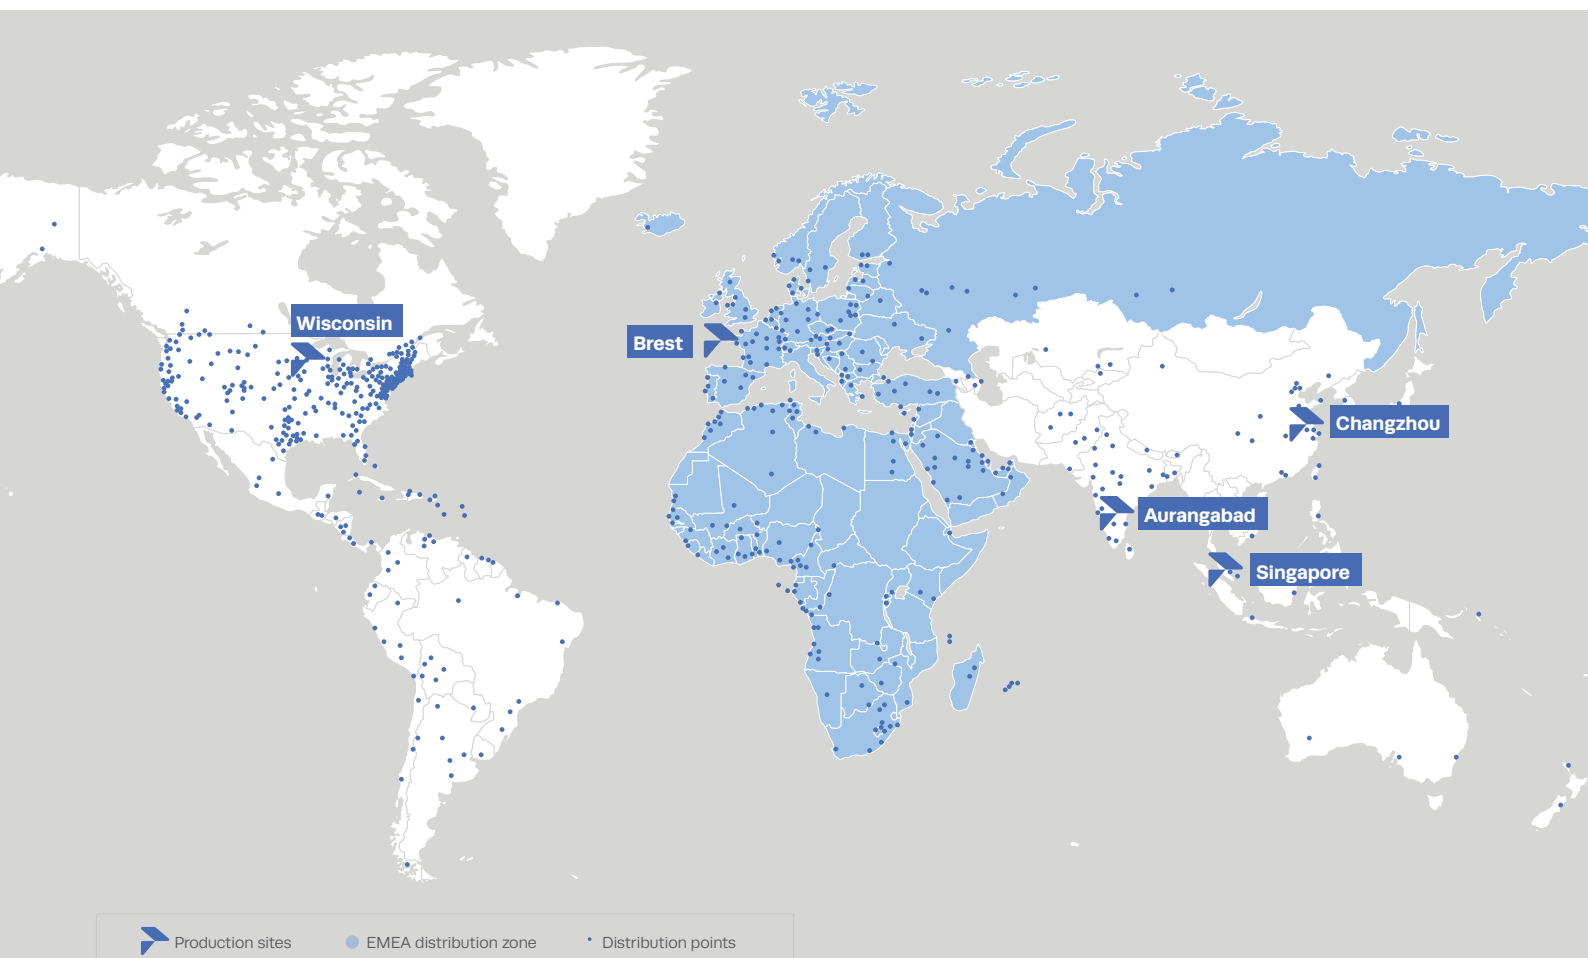 Wisconsin
Brest
Changzhou
Aurangabad
Singapore
Production sites
EMEA distribution zone
Distribution points